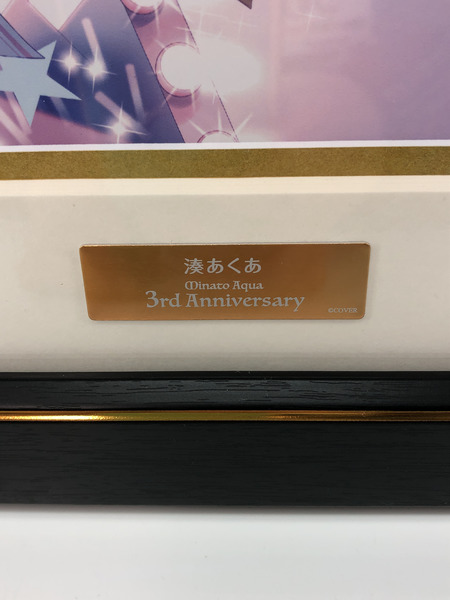 湊あくあ
Minato Aqua
3rd Anniversary
©COVER